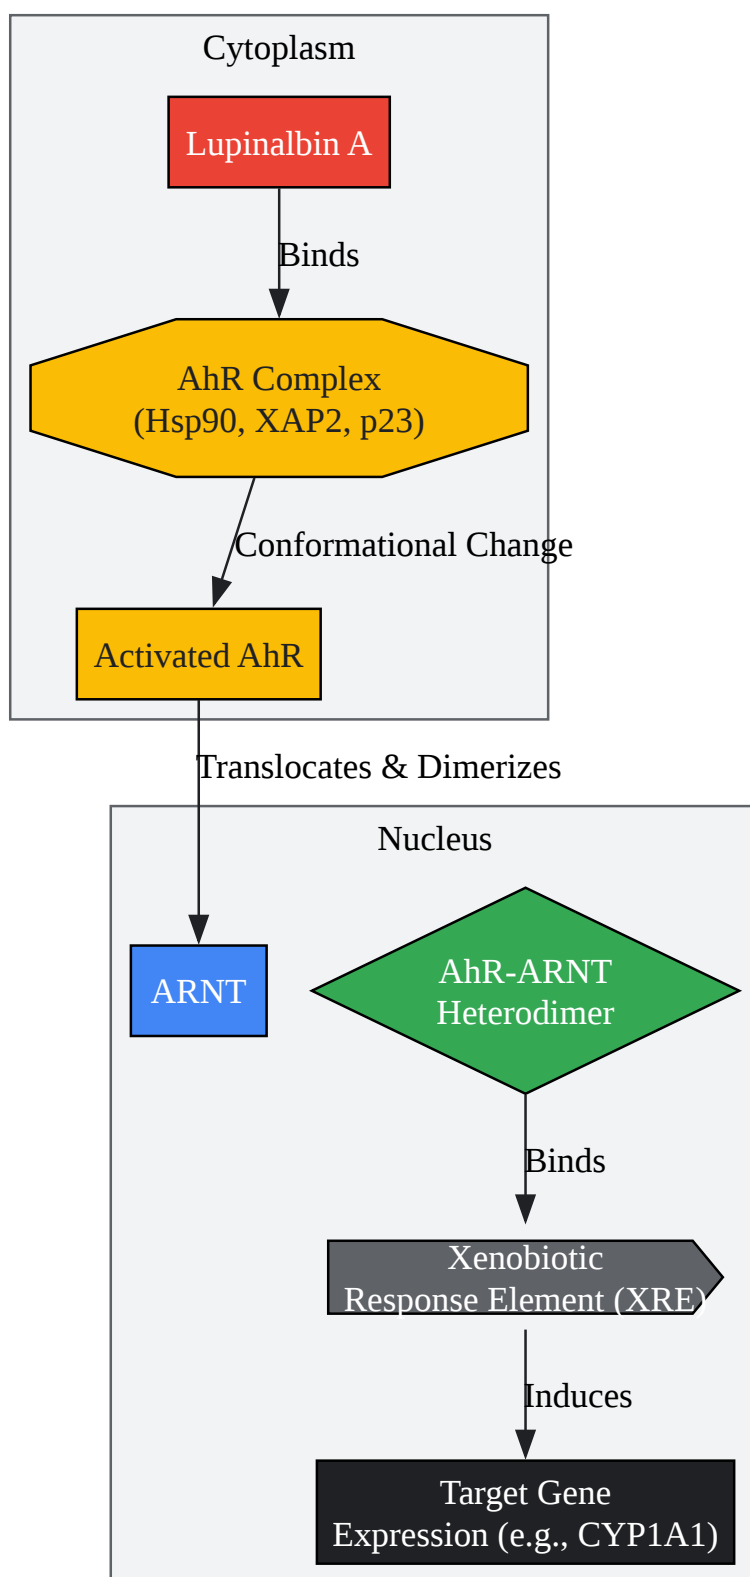 Cytoplasm
Lupinalbin A
Binds
AhR Complex
(Hsp90, XAP2, p23)
Conformational Change
Activated AhR
Translocates & Dimerizes
Nucleus
ARNT
AhR-ARNT
Heterodimer
Binds
Xenobiotic
Response Element (XRE)
Induces
Target Gene
Expression (e.g., CYP1A1)